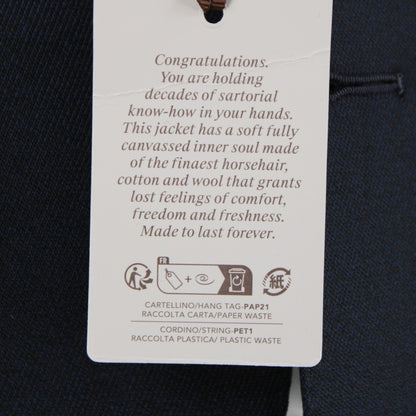 Congratulations.
You are holding
decades of sartorial
know-how in your hands.
This jacket has a soft fully
canvassed inner soul made
of the finaest horsehair,
cotton and wool that grants
lost feelings of comfort,
freedom and freshness.
Made to last forever.
FR
+
紙
CARTELLINO/HANG TAG-PAP21
RACCOLTA CARTA/PAPER WASTE
CORDINO/STRING-PET1
RACCOLTA PLASTICA/ PLASTIC WASTE